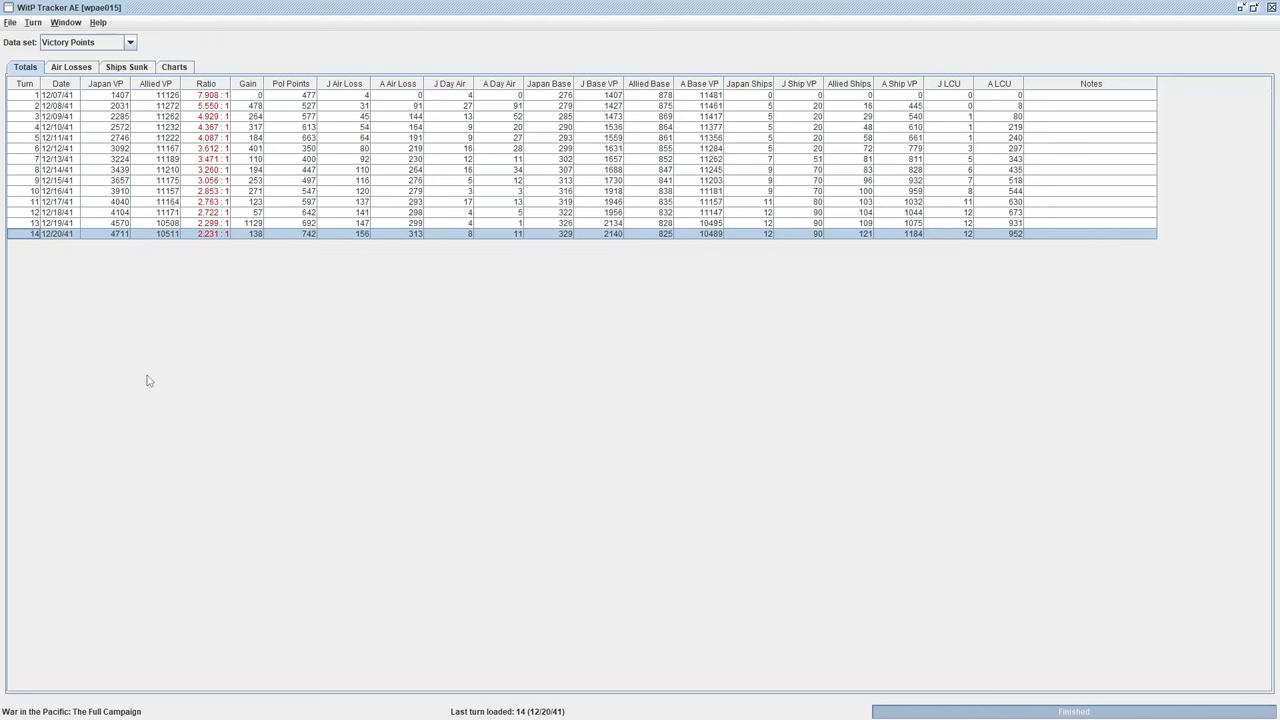 WitP Tracker AE [wpae015]
File Turn Window Help
Data set: Victory Points
Totals Air Losses Ships Sunk Charts
Turn Date Japan VP Allied VP Ratio Gain Pol Points J Air Loss A Air Loss J Day Air A Day Air Japan Base J Base VP Allied Base A Base VP Japan Ships J Ship VP Allied Ships A Ship VP J LCU A LCU Notes
1 12/07/41 1407 11126 7.908 : 1 0 477 4 0 4 0 276 1407 878 11481 0 0 0 0 0 0
2 12/08/41 2031 11272 5.550 : 1 478 527 31 91 27 91 279 1427 875 11461 5 20 16 445 0 8
3 12/09/41 2285 11262 4.929 : 1 264 577 45 144 13 52 285 1473 869 11417 5 20 29 540 1 80
4 12/10/41 2572 11232 4.367 : 1 317 613 54 164 9 20 290 1536 864 11377 5 20 48 610 1 219
5 12/11/41 2746 11222 4.087 : 1 184 663 64 191 9 27 293 1559 861 11356 5 20 58 661 1 240
6 12/12/41 3092 11167 3.612 : 1 401 350 80 219 16 28 299 1631 855 11284 5 20 72 779 3 297
7 12/13/41 3224 11189 3.471 : 1 110 400 92 230 12 11 302 1657 852 11262 7 51 81 811 5 343
8 12/14/41 3439 11210 3.260 : 1 194 447 110 264 16 34 307 1688 847 11245 9 70 83 828 6 435
9 12/15/41 3657 11175 3.056 : 1 253 497 116 276 5 12 313 1730 841 11203 9 70 96 932 7 518
10 12/16/41 3910 11157 2.853 : 1 271 547 120 279 3 3 316 1918 838 11181 9 70 100 959 8 544
11 12/17/41 4040 11164 2.763 : 1 123 597 137 293 17 13 319 1946 835 11157 11 80 103 1032 11 630
12 12/18/41 4104 11171 2.722 : 1 57 642 141 298 4 5 322 1956 832 11147 12 90 104 1044 12 673
13 12/19/41 4570 10508 2.299 : 1 1129 692 147 299 4 1 326 2134 828 10495 12 90 109 1075 12 931
14 12/20/41 4711 10511 2.231 : 1 138 742 156 313 8 11 329 2140 825 10489 12 90 121 1184 12 952
War in the Pacific: The Full Campaign Last turn loaded: 14 (12/20/41) Finished